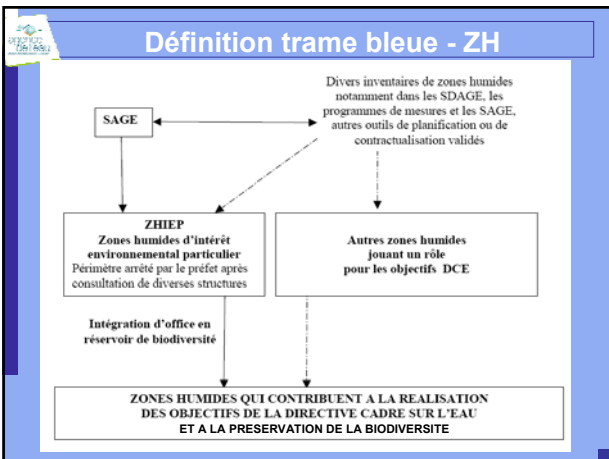 agence
de l'eau
Définition trame bleue - ZH
Divers inventaires de zones humides
notamment dans les SDAGE, les
programmes de mesures et les SAGE,
autres outils de planification ou de
contractualisation validés
SAGE
ZHIEP
Zones humides d'intérêt
environnemental particulier
Périmètre arrêté par le préfet après
consultation de diverses structures
Autres zones humides
jouant un rôle
pour les objectifs DCE
Intégration d'office en
réservoir de biodiversité
ZONES HUMIDES QUI CONTRIBUENT A LA REALISATION
DES OBJECTIFS DE LA DIRECTIVE CADRE SUR L'EAU
ET A LA PRESERVATION DE LA BIODIVERSITE